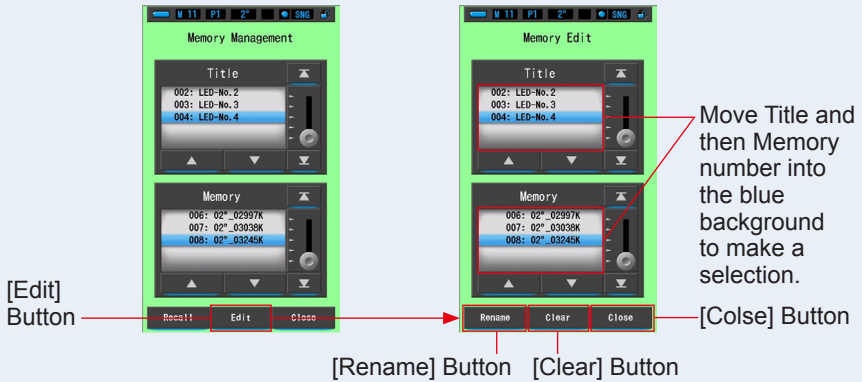 M 11 P1 2° SNG
Memory Management
Title
002: LED-No.2
003: LED-No.3
004: LED-No.4
Memory
006: 02°_02997K
007: 02°_03038K
008: 02°_03245K
Recall Edit Close
[Edit]
Button
M 11 P1 2° SNG
Memory Edit
Title
002: LED-No.2
003: LED-No.3
004: LED-No.4
Memory
006: 02°_02997K
007: 02°_03038K
008: 02°_03245K
Rename Clear Close
Move Title and
then Memory
number into
the blue
background
to make a
selection.
[Colse] Button
[Rename] Button [Clear] Button